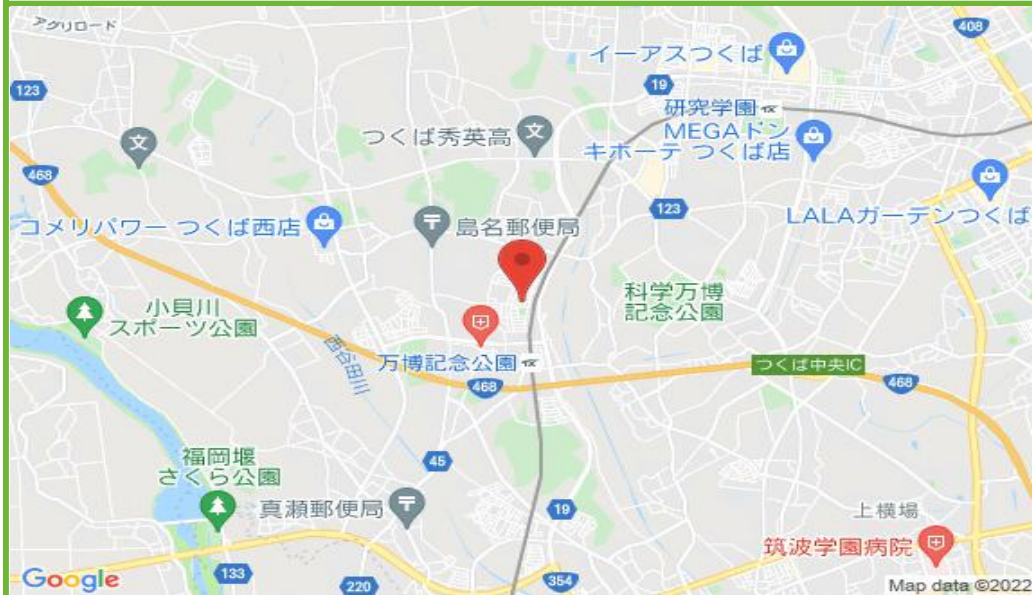 アグリロード
408
イーアスつくば
123
19
研究学園
つくば秀英高
MEGAドン
キホーテ つくば店
文
文
468
123
LALAガーデンつくば
コメリパワー つくば西店
島名郵便局
科学万博
記念公園
小貝川
スポーツ公園
西谷田川
万博記念公園
つくば中央IC
468
468
福岡堰
さくら公園
45
真瀬郵便局
19
上横場
筑波学園病院
133
220
354
Google
Map data ©2022